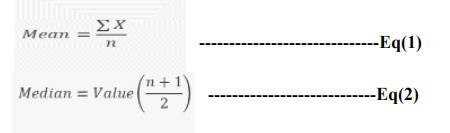 Mean = ΣX / n ------------------------------Eq(1)
Median = Value ((n + 1) / 2) ----------------------------Eq(2)